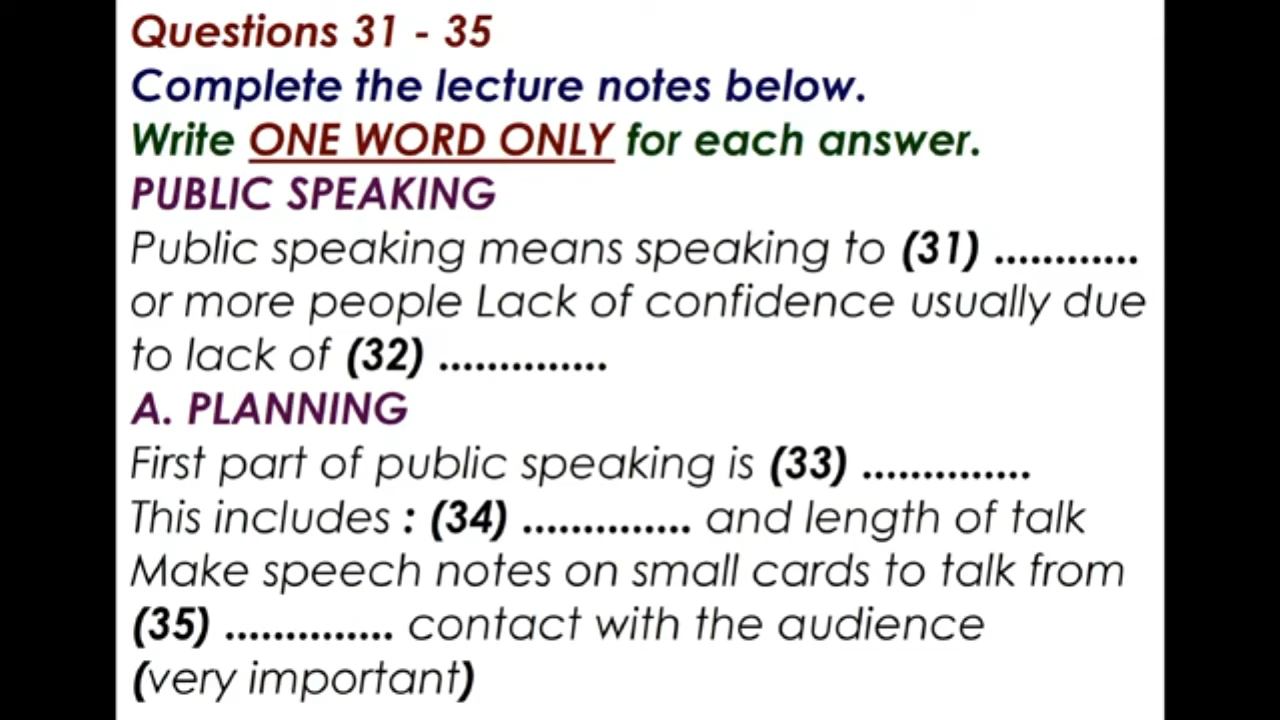 Questions 31 - 35
Complete the lecture notes below.
Write ONE WORD ONLY for each answer.
PUBLIC SPEAKING
Public speaking means speaking to (31) ............
or more people Lack of confidence usually due
to lack of (32) ..............
A. PLANNING
First part of public speaking is (33) ..............
This includes : (34) .............. and length of talk
Make speech notes on small cards to talk from
(35) .............. contact with the audience
(very important)